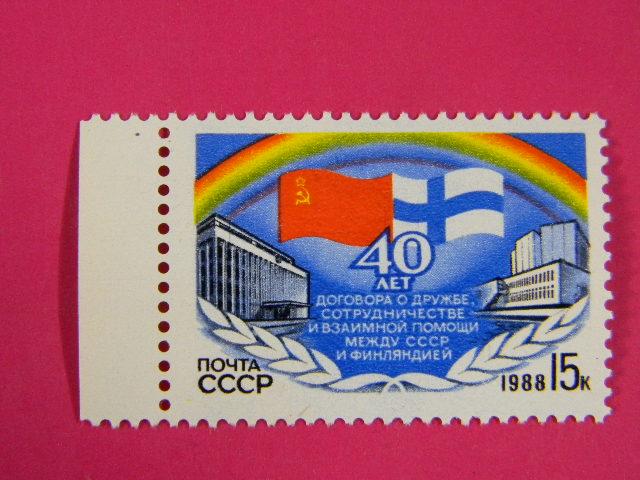 40
ЛЕТ
ДОГОВОРА О ДРУЖБЕ,
СОТРУДНИЧЕСТВЕ
И ВЗАИМНОЙ ПОМОЩИ
МЕЖДУ СССР
И ФИНЛЯНДИЕЙ
ПОЧТА
СССР
1988 15К